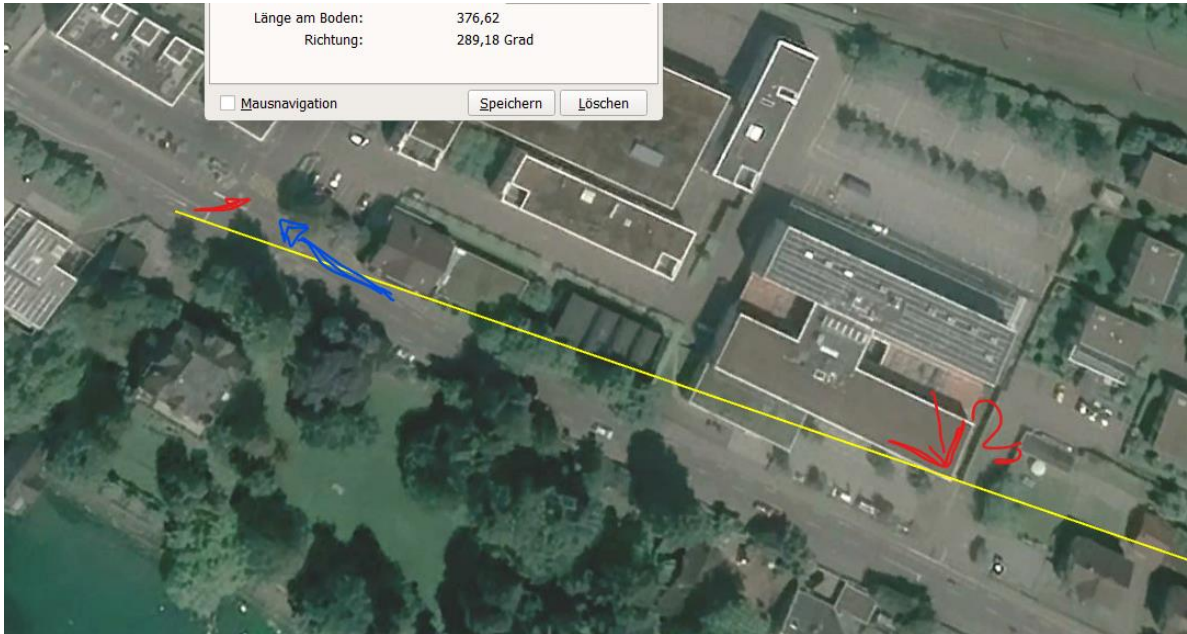 Länge am Boden: 376,62
Richtung: 289,18 Grad
Mausnavigation Speichern Löschen